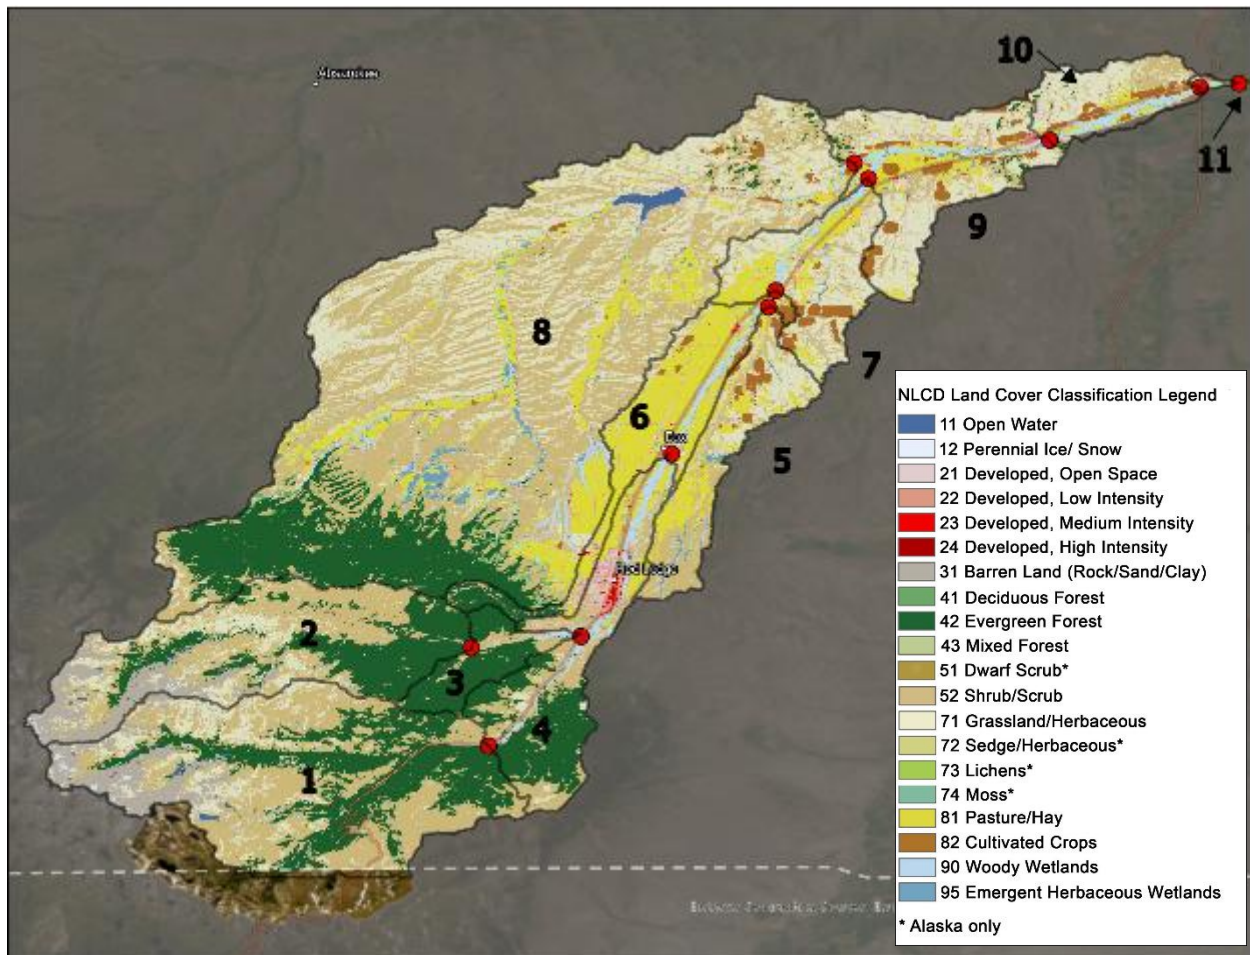 10
11
9
8
7
6
5
NLCD Land Cover Classification Legend
11 Open Water
12 Perennial Ice/ Snow
21 Developed, Open Space
22 Developed, Low Intensity
23 Developed, Medium Intensity
24 Developed, High Intensity
31 Barren Land (Rock/Sand/Clay)
41 Deciduous Forest
42 Evergreen Forest
43 Mixed Forest
51 Dwarf Scrub*
52 Shrub/Scrub
71 Grassland/Herbaceous
72 Sedge/Herbaceous*
73 Lichens*
74 Moss*
81 Pasture/Hay
82 Cultivated Crops
90 Woody Wetlands
95 Emergent Herbaceous Wetlands
* Alaska only
Red Lodge
2
3
4
1